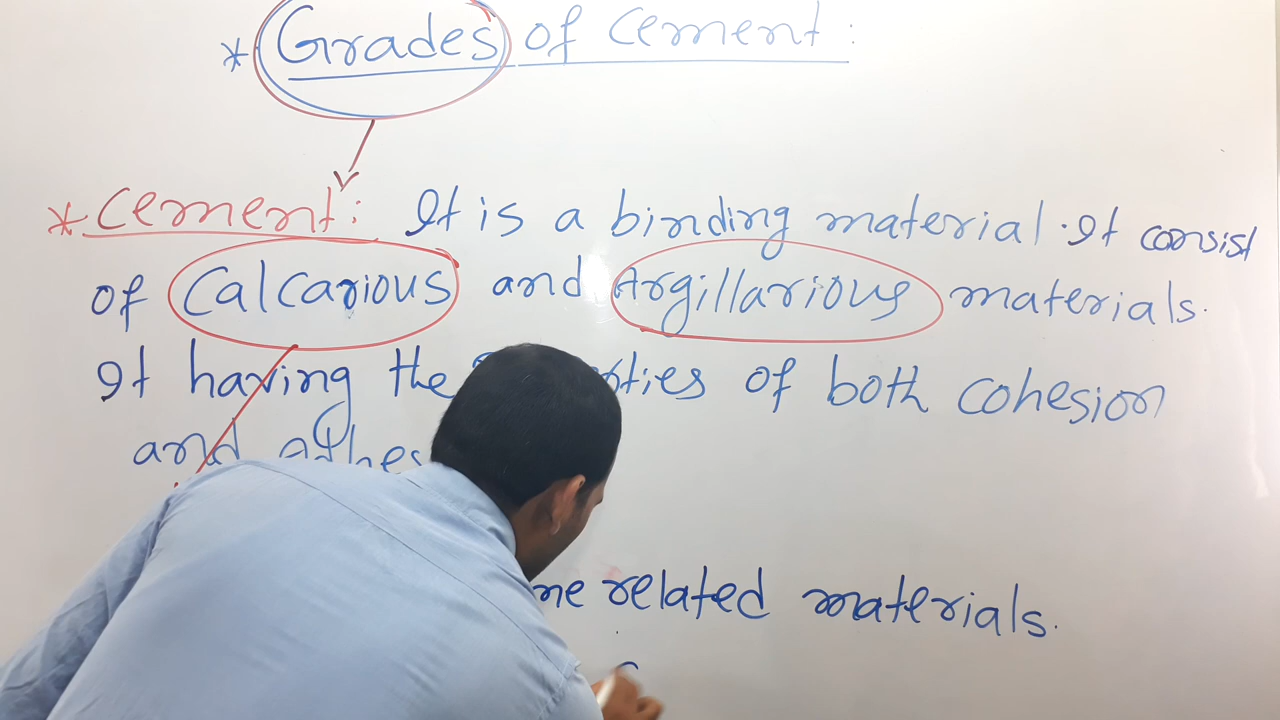 * Grades of Cement :
* Cement : It is a binding material. It consist
of Calcarious and Argillarious materials.
It having the of both cohesion
and
related materials.